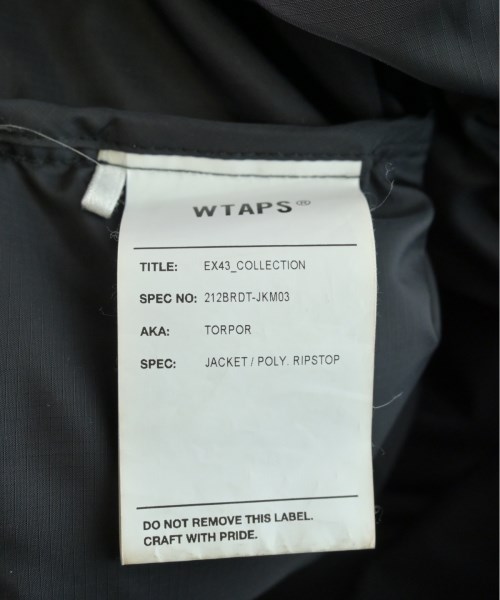 WTAPS®
TITLE: EX43_COLLECTION
SPEC NO: 212BRDT-JKM03
AKA: TORPOR
SPEC: JACKET / POLY. RIPSTOP
DO NOT REMOVE THIS LABEL.
CRAFT WITH PRIDE.